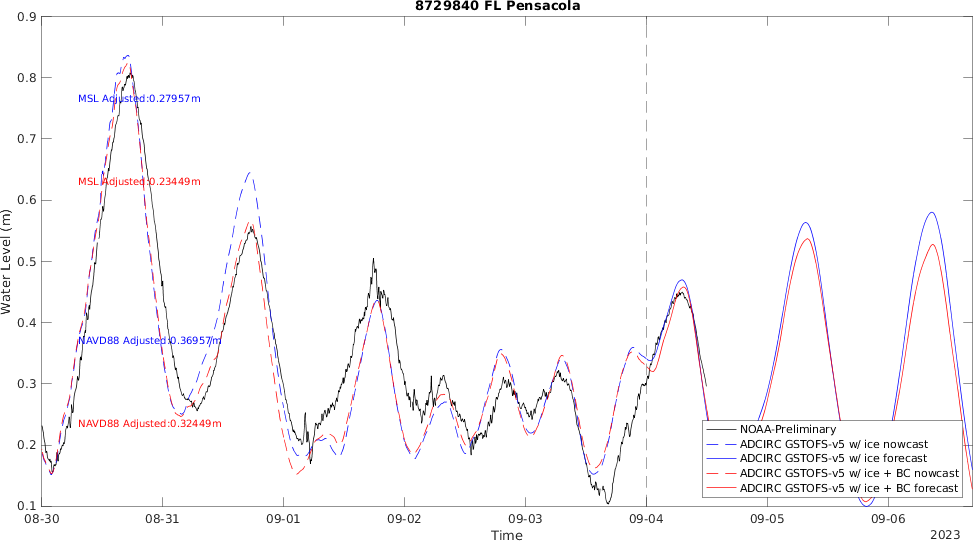 8729840 FL Pensacola
0.9
0.8
0.7
0.6
0.5
0.4
0.3
0.2
0.1
Water Level (m)
MSL Adjusted:0.27957m
MSL Adjusted:0.23449m
NAVD88 Adjusted:0.36957m
NAVD88 Adjusted:0.32449m
NOAA-Preliminary
ADCIRC GSTOFS-v5 w/ ice nowcast
ADCIRC GSTOFS-v5 w/ ice forecast
ADCIRC GSTOFS-v5 w/ ice + BC nowcast
ADCIRC GSTOFS-v5 w/ ice + BC forecast
08-30 08-31 09-01 09-02 09-03 09-04 09-05 09-06
Time
2023